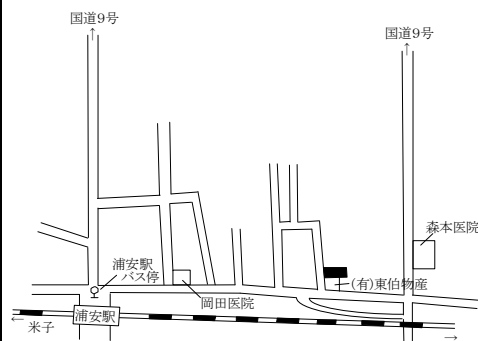 国道9号
↑
国道9号
↑
森本医院
浦安駅
バス停
(有)東伯物産
岡田医院
浦安駅
←
米子
→